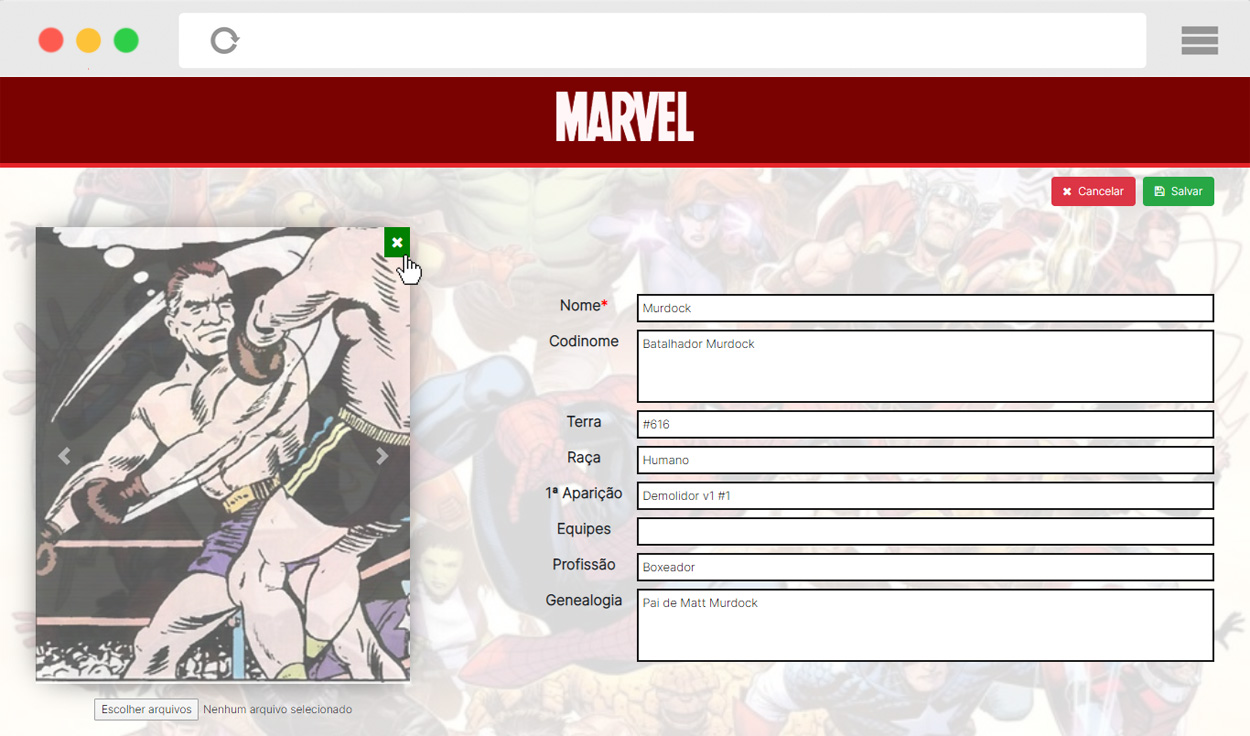 MARVEL
Cancelar Salvar
Nome* Murdock
Codinome Batalhador Murdock
Terra #616
Raça Humano
1ª Aparição Demolidor v1 #1
Equipes
Profissão Boxeador
Genealogia Pai de Matt Murdock
Escolher arquivos Nenhum arquivo selecionado